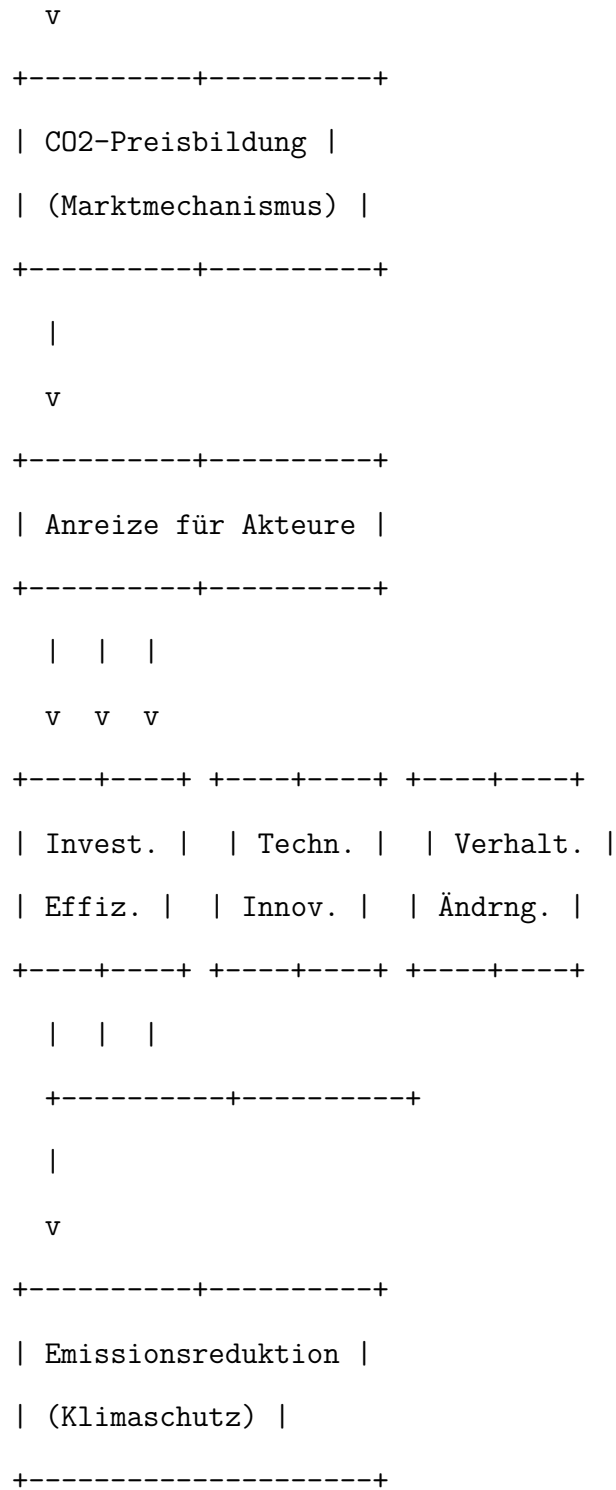 v
+----------+----------+
| CO2-Preisbildung |
| (Marktmechanismus) |
+----------+----------+
|
v
+----------+----------+
| Anreize für Akteure |
+----------+----------+
| | |
v v v
+----+----+ +----+----+ +----+----+
| Invest. | | Techn. | | Verhalt. |
| Effiz. | | Innov. | | Ändrng. |
+----+----+ +----+----+ +----+----+
| | |
+----------+----------+
|
v
+----------+----------+
| Emissionsreduktion |
| (Klimaschutz) |
+---------------------+